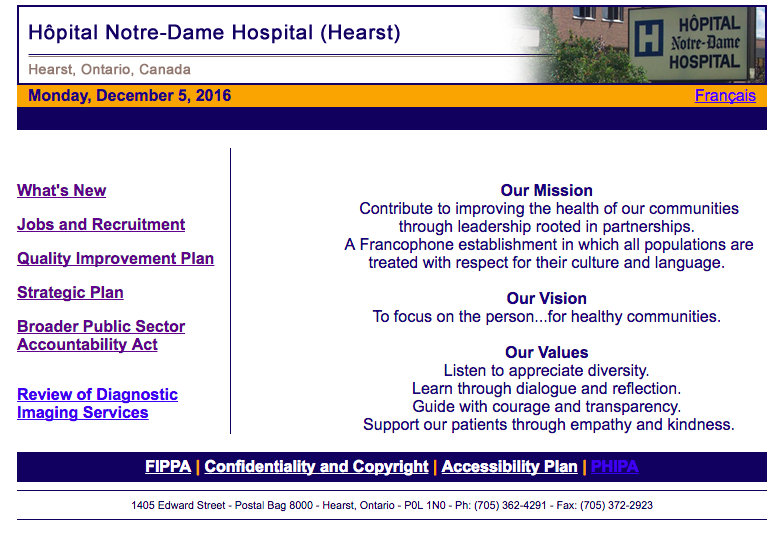 Hôpital Notre-Dame Hospital (Hearst)
Hearst, Ontario, Canada
H
HÔPITAL
Notre-Dame
HOSPITAL
Monday, December 5, 2016
Français
What's New
Jobs and Recruitment
Quality Improvement Plan
Strategic Plan
Broader Public Sector
Accountability Act
Review of Diagnostic
Imaging Services
Our Mission
Contribute to improving the health of our communities
through leadership rooted in partnerships.
A Francophone establishment in which all populations are
treated with respect for their culture and language.
Our Vision
To focus on the person...for healthy communities.
Our Values
Listen to appreciate diversity.
Learn through dialogue and reflection.
Guide with courage and transparency.
Support our patients through empathy and kindness.
FIPPA | Confidentiality and Copyright | Accessibility Plan | PHIPA
1405 Edward Street - Postal Bag 8000 - Hearst, Ontario - P0L 1N0 - Ph: (705) 362-4291 - Fax: (705) 372-2923